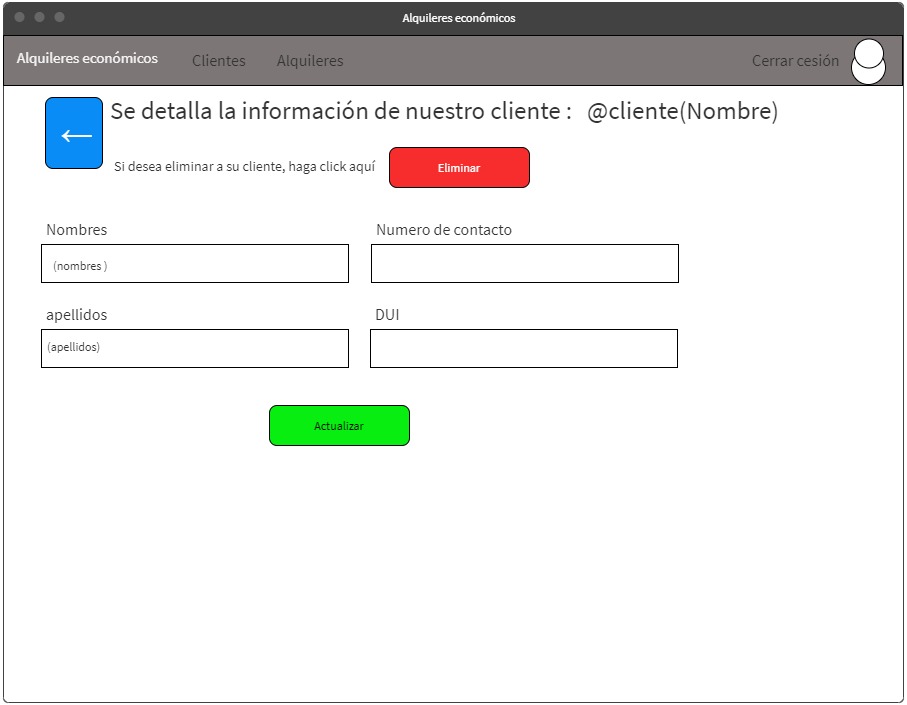 Alquileres económicos
Alquileres económicos Clientes Alquileres Cerrar cesión
Se detalla la información de nuestro cliente : @cliente(Nombre)
←
Si desea eliminar a su cliente, haga click aquí Eliminar
Nombres Numero de contacto
(nombres )
apellidos DUI
(apellidos)
Actualizar